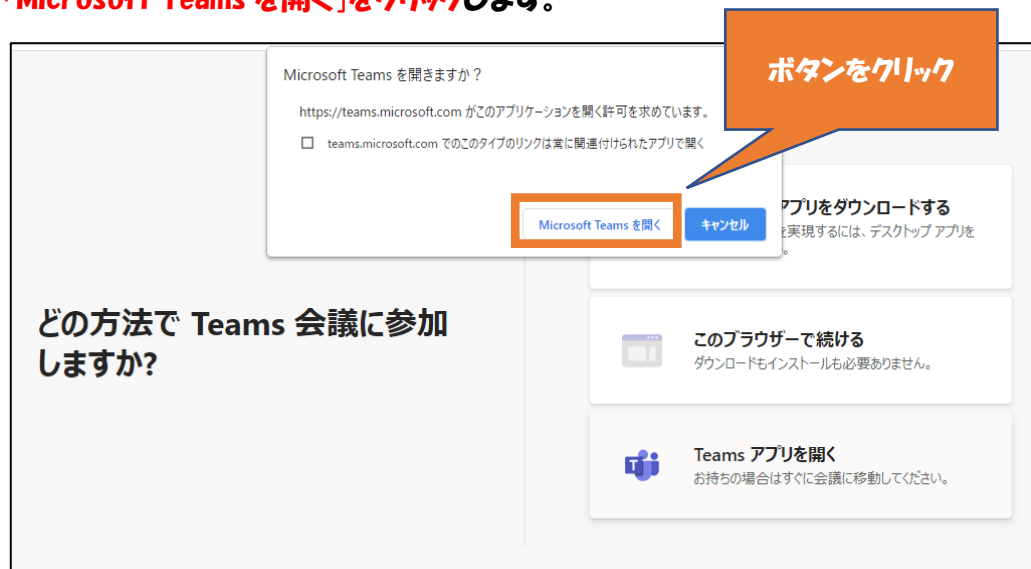 「Microsoft Teams を開く」をクリックします。
ボタンをクリック
Microsoft Teams を開きますか?
https://teams.microsoft.com がこのアプリケーションを開く許可を求めています。
teams.microsoft.com でのこのタイプのリンクは常に関連付けられたアプリで開く
Microsoft Teams を開く
キャンセル
アプリをダウンロードする
を実現するには、デスクトップ アプリを
。
どの方法で Teams 会議に参加
しますか?
このブラウザーで続ける
ダウンロードもインストールも必要ありません。
Teams アプリを開く
お持ちの場合はすぐに会議に移動してください。